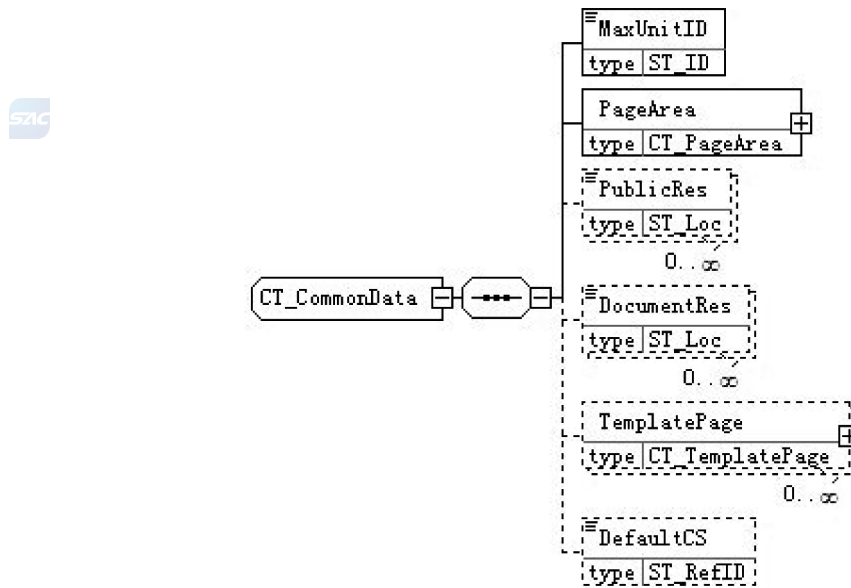 MaxUnitID
type ST_ID
SAC
PageArea
type CT_PageArea
PublicRes
type ST_Loc
0..∞
CT_CommonData
DocumentRes
type ST_Loc
0..∞
TemplatePage
type CT_TemplatePage
0..∞
DefaultCS
type ST_RefID